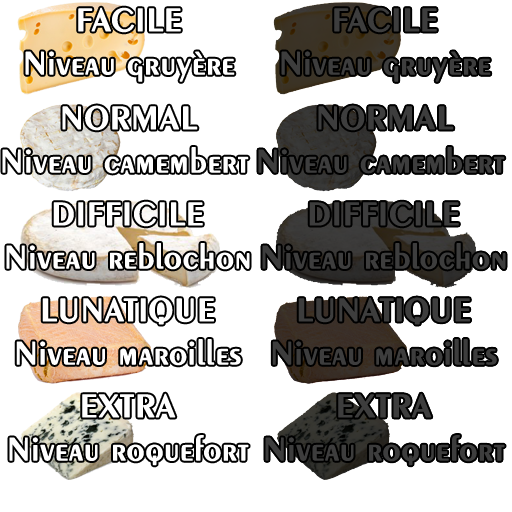 FACILE
Niveau gruyère
NORMAL
Niveau camembert
DIFFICILE
Niveau reblochon
LUNATIQUE
Niveau maroilles
EXTRA
Niveau roquefort
FACILE
Niveau gruyère
NORMAL
Niveau camembert
DIFFICILE
Niveau reblochon
LUNATIQUE
Niveau maroilles
EXTRA
Niveau roquefort